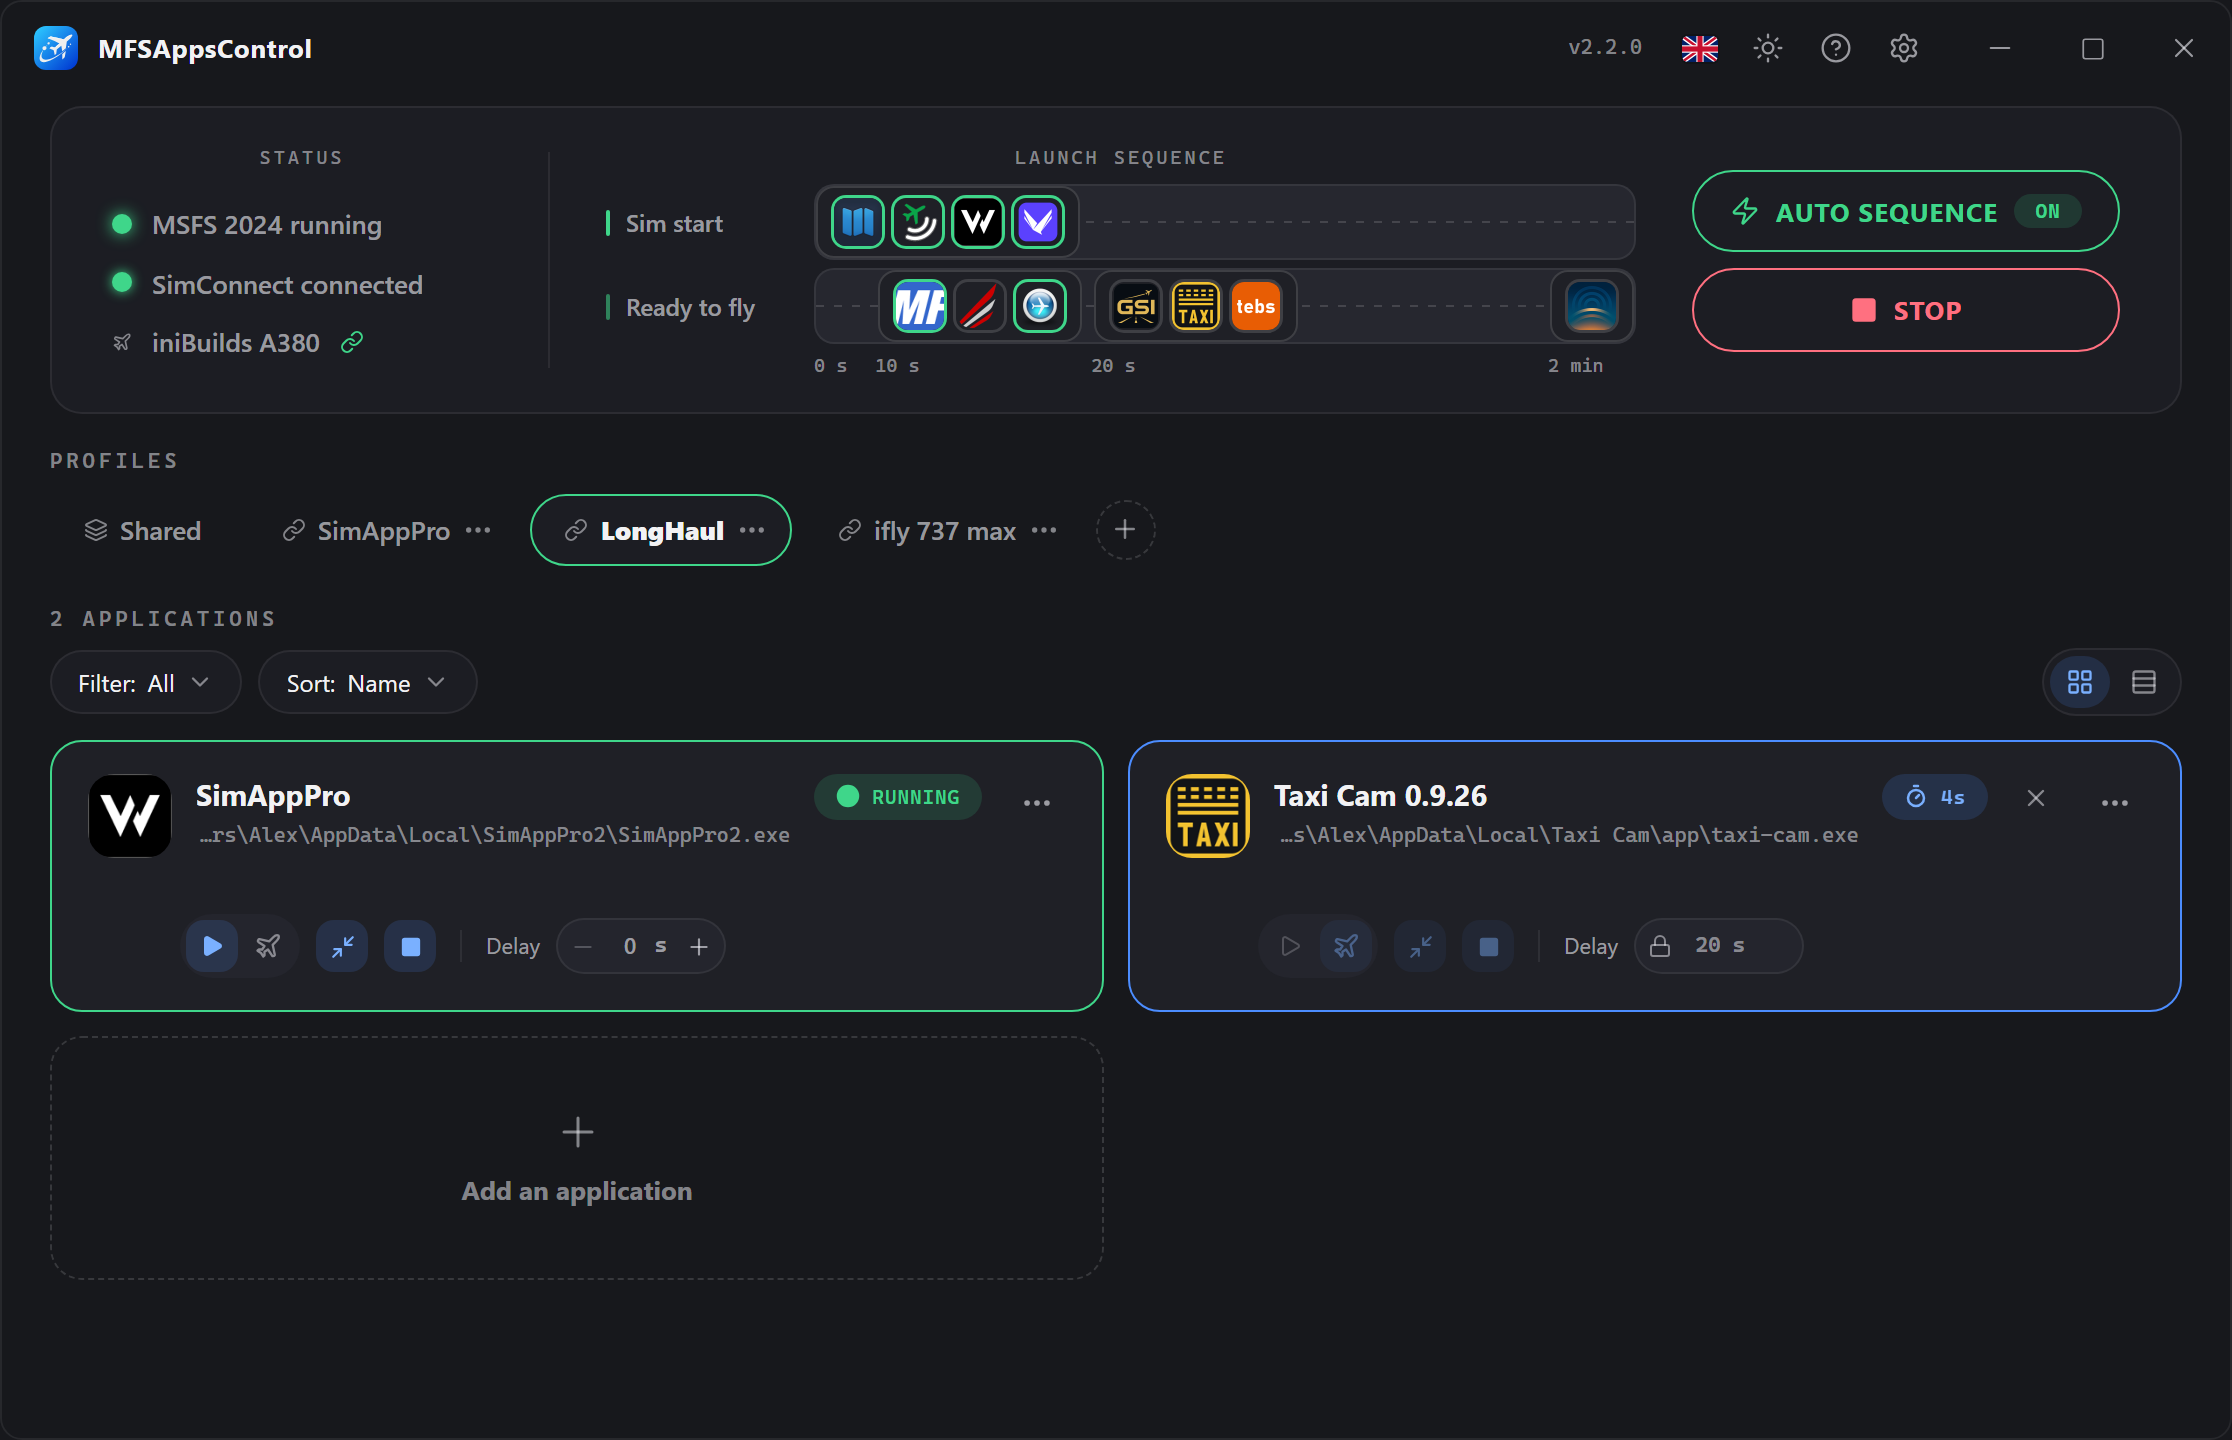 MFSAppsControl
v2.2.0
STATUS
MSFS 2024 running
SimConnect connected
iniBuilds A380
LAUNCH SEQUENCE
Sim start
Ready to fly
MF
GSI
TAXI
tebs
0 s
10 s
20 s
2 min
AUTO SEQUENCE ON
STOP
PROFILES
Shared
SimAppPro
LongHaul
ifly 737 max
2 APPLICATIONS
Filter: All
Sort: Name
SimAppPro
RUNNING
…rs\Alex\AppData\Local\SimAppPro2\SimAppPro2.exe
Delay
0 s
TAXI
Taxi Cam 0.9.26
4s
…s\Alex\AppData\Local\Taxi Cam\app\taxi-cam.exe
Delay
20 s
Add an application